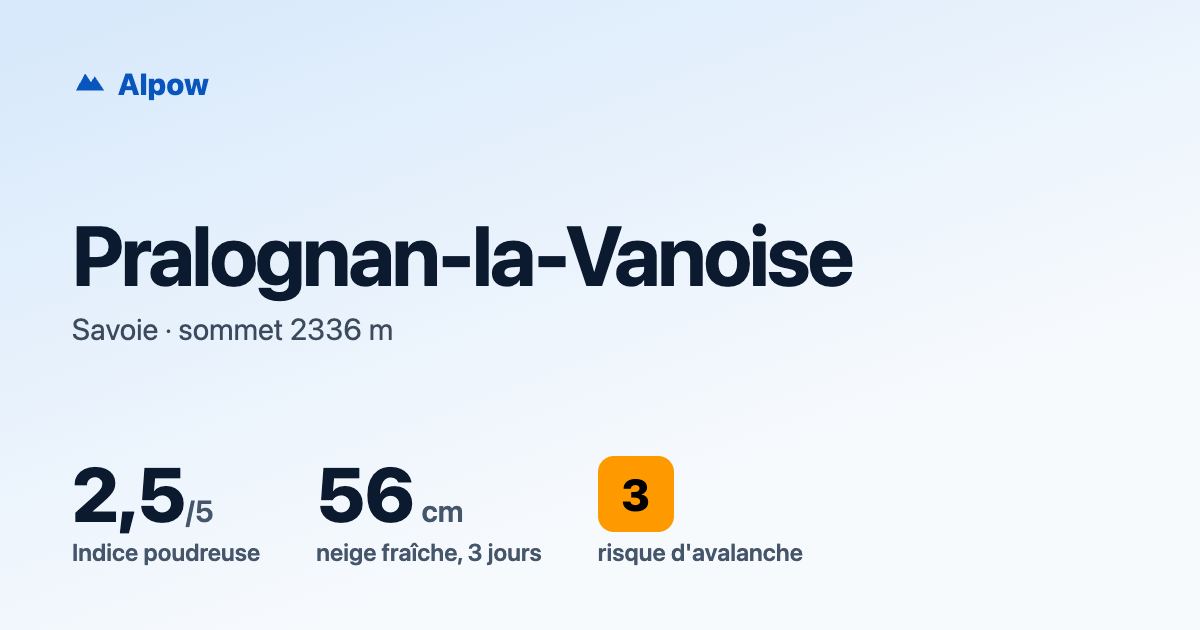 Alpow
Pralognan-la-Vanoise
Savoie · sommet 2336 m
2,5/5
Indice poudreuse
56 cm
neige fraîche, 3 jours
3
risque d'avalanche